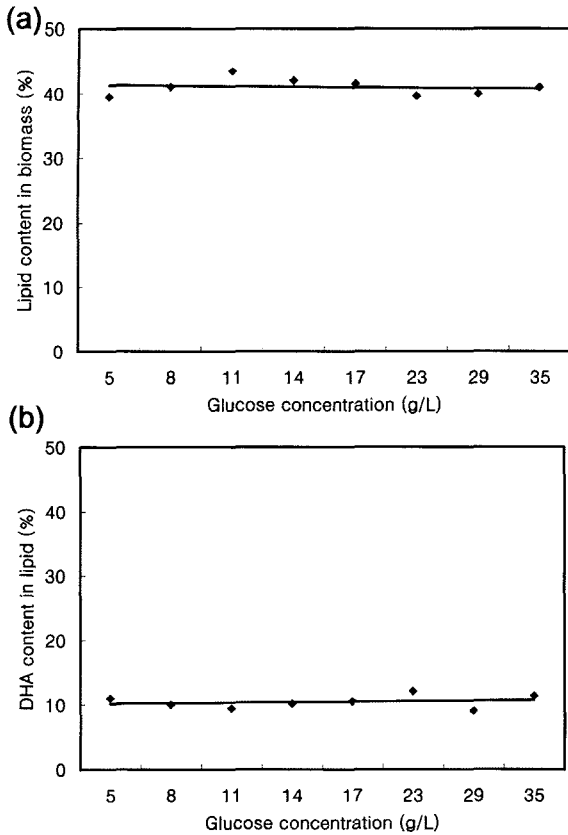 (a)
Lipid content in biomass (%)
50
40
30
20
10
0
5 8 11 14 17 23 29 35
Glucose concentration (g/L)
(b)
DHA content in lipid (%)
50
40
30
20
10
0
5 8 11 14 17 23 29 35
Glucose concentration (g/L)